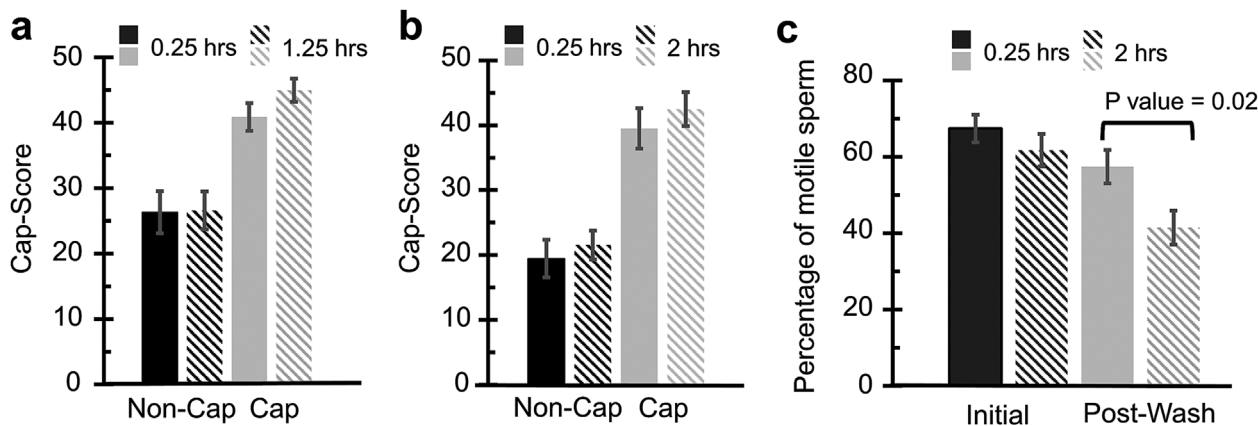 a
0.25 hrs 1.25 hrs
Cap-Score
50
40
30
20
10
0
Non-Cap Cap
b
0.25 hrs 2 hrs
Cap-Score
50
40
30
20
10
0
Non-Cap Cap
c
0.25 hrs 2 hrs
Percentage of motile sperm
80
60
40
20
0
P value = 0.02
Initial Post-Wash